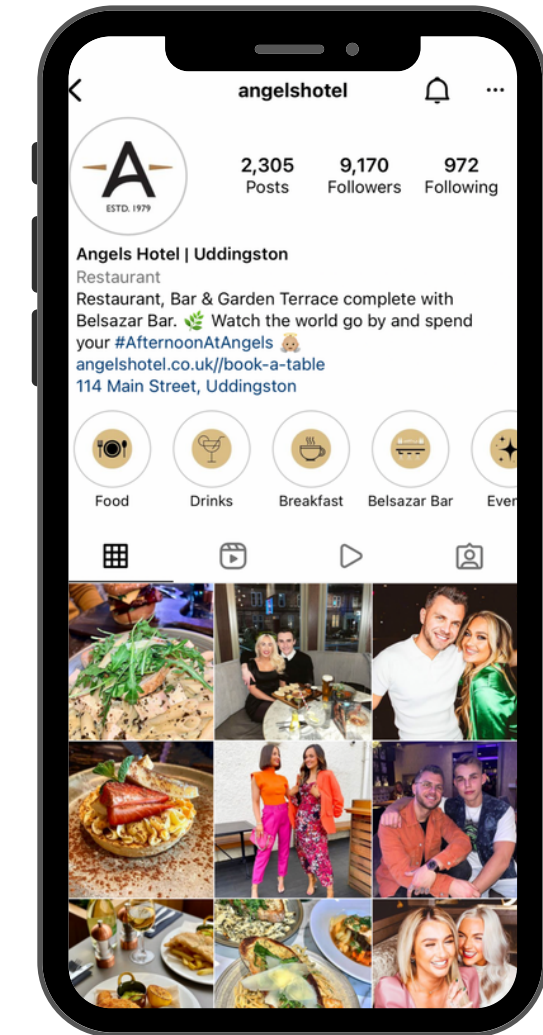 angelshotel
A
ESTD. 1979
2,305 9,170 972
Posts Followers Following
Angels Hotel | Uddingston
Restaurant
Restaurant, Bar & Garden Terrace complete with
Belsazar Bar. 🌿 Watch the world go by and spend
your #AfternoonAtAngels 👼🏼
angelshotel.co.uk//book-a-table
114 Main Street, Uddingston
Food Drinks Breakfast Belsazar Bar Ever